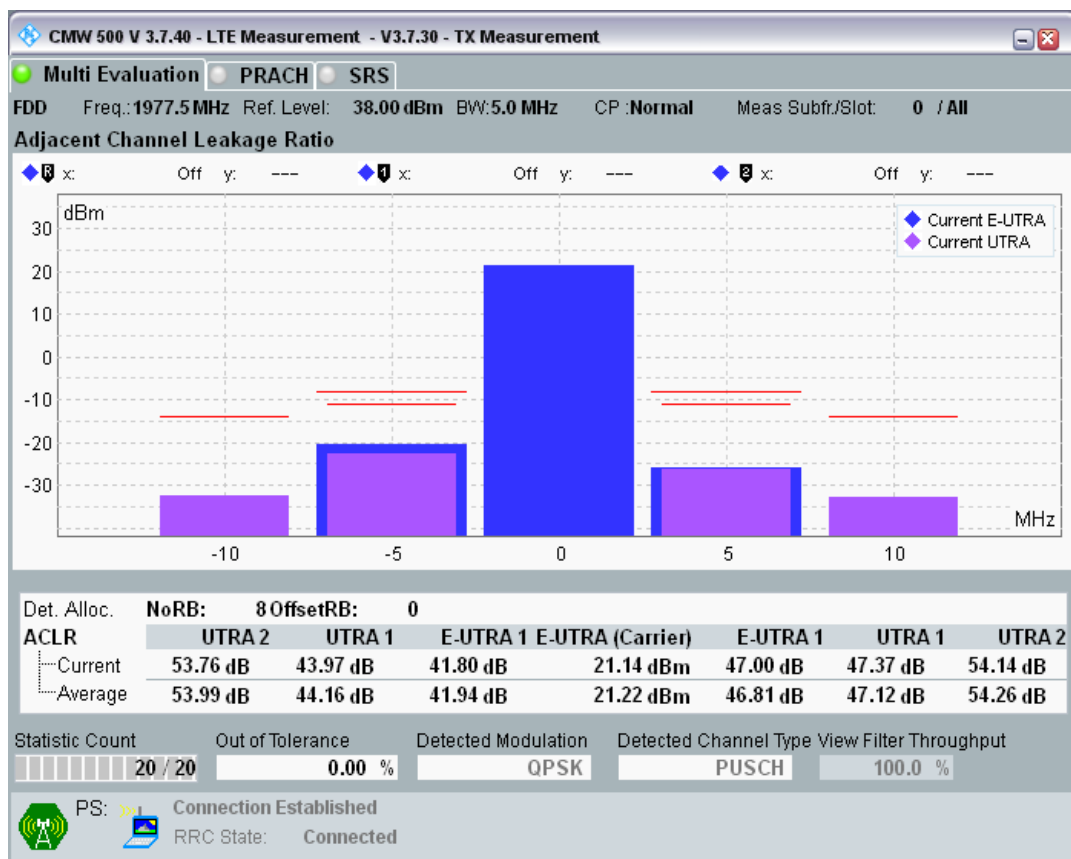 CMW 500 V 3.7.40 - LTE Measurement - V3.7.30 - TX Measurement
Multi Evaluation PRACH SRS
FDD Freq.:1977.5 MHz Ref. Level: 38.00 dBm BW:5.0 MHz CP :Normal Meas Subfr./Slot: 0 / All
Adjacent Channel Leakage Ratio
R x: Off y: --- 1 x: Off y: --- 2 x: Off y: ---
dBm
Current E-UTRA
Current UTRA
30
20
10
0
-10
-20
-30
MHz
-10 -5 0 5 10
Det. Alloc. NoRB: 8 OffsetRB: 0
ACLR UTRA 2 UTRA 1 E-UTRA 1 E-UTRA (Carrier) E-UTRA 1 UTRA 1 UTRA 2
Current 53.76 dB 43.97 dB 41.80 dB 21.14 dBm 47.00 dB 47.37 dB 54.14 dB
Average 53.99 dB 44.16 dB 41.94 dB 21.22 dBm 46.81 dB 47.12 dB 54.26 dB
Statistic Count Out of Tolerance Detected Modulation Detected Channel Type View Filter Throughput
20 / 20 0.00 % QPSK PUSCH 100.0 %
PS: Connection Established
RRC State: Connected